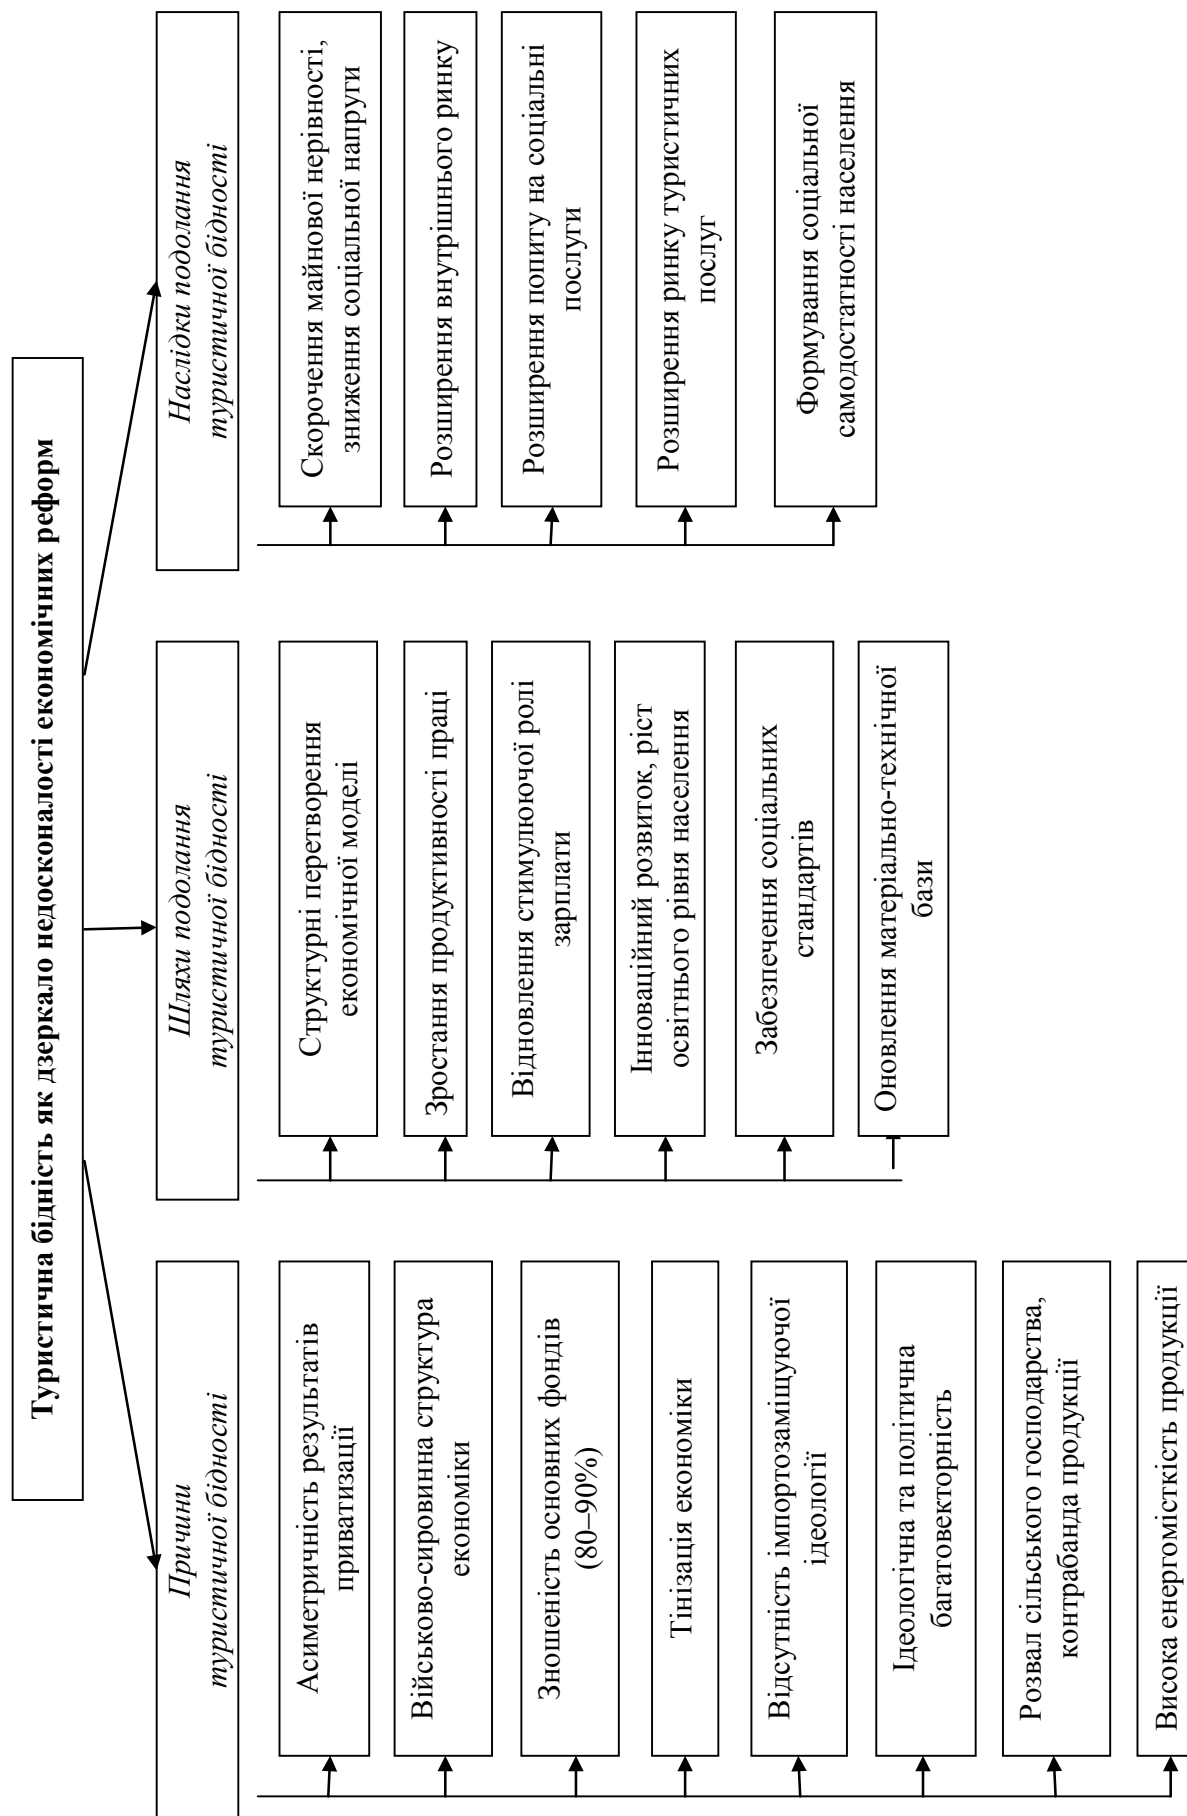 Туристична бідність як дзеркало недосконалості економічних реформ
Причини
туристичної бідності
Асиметричність результатів
приватизації
Військово-сировинна структура
економіки
Зношеність основних фондів
(80–90%)
Тінізація економіки
Відсутність імпортозаміщуючої
ідеології
Ідеологічна та політична
багатовекторність
Розвал сільського господарства,
контрабанда продукції
Висока енергомісткість продукції
Шляхи подолання
туристичної бідності
Структурні перетворення
економічної моделі
Зростання продуктивності праці
Відновлення стимулюючої ролі
зарплати
Інноваційний розвиток, ріст
освітнього рівня населення
Забезпечення соціальних
стандартів
Оновлення матеріально-технічної
бази
Наслідки подолання
туристичної бідності
Скорочення майнової нерівності,
зниження соціальної напруги
Розширення внутрішнього ринку
Розширення попиту на соціальні
послуги
Розширення ринку туристичних
послуг
Формування соціальної
самодостатності населення